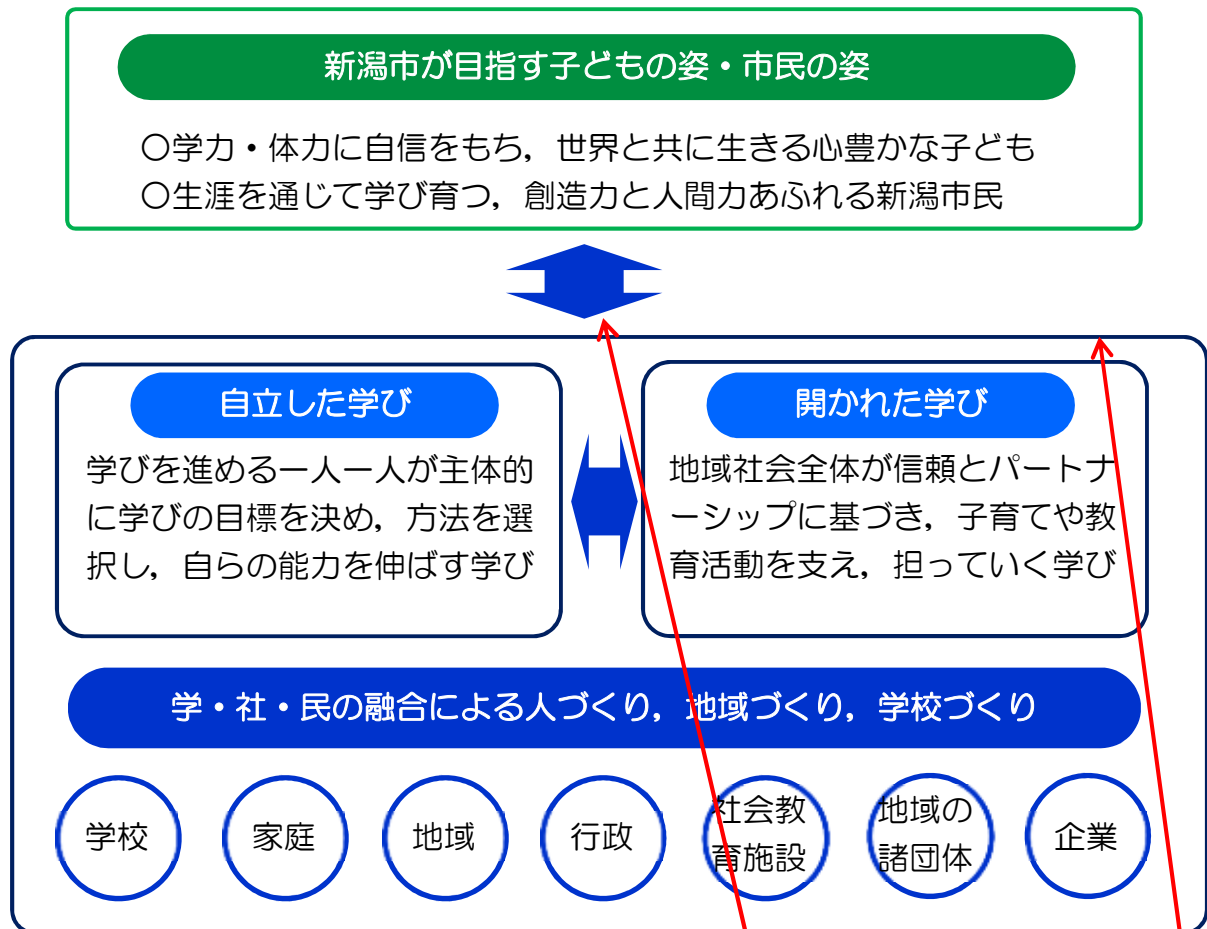 新潟市が目指す子どもの姿・市民の姿
○学力・体力に自信をもち，世界と共に生きる心豊かな子ども
○生涯を通じて学び育つ，創造力と人間力あふれる新潟市民
自立した学び
学びを進める一人一人が主体的
に学びの目標を決め，方法を選
択し，自らの能力を伸ばす学び
開かれた学び
地域社会全体が信頼とパートナ
ーシップに基づき，子育てや教
育活動を支え，担っていく学び
学・社・民の融合による人づくり，地域づくり，学校づくり
学校
家庭
地域
行政
社会教
育施設
地域の
諸団体
企業